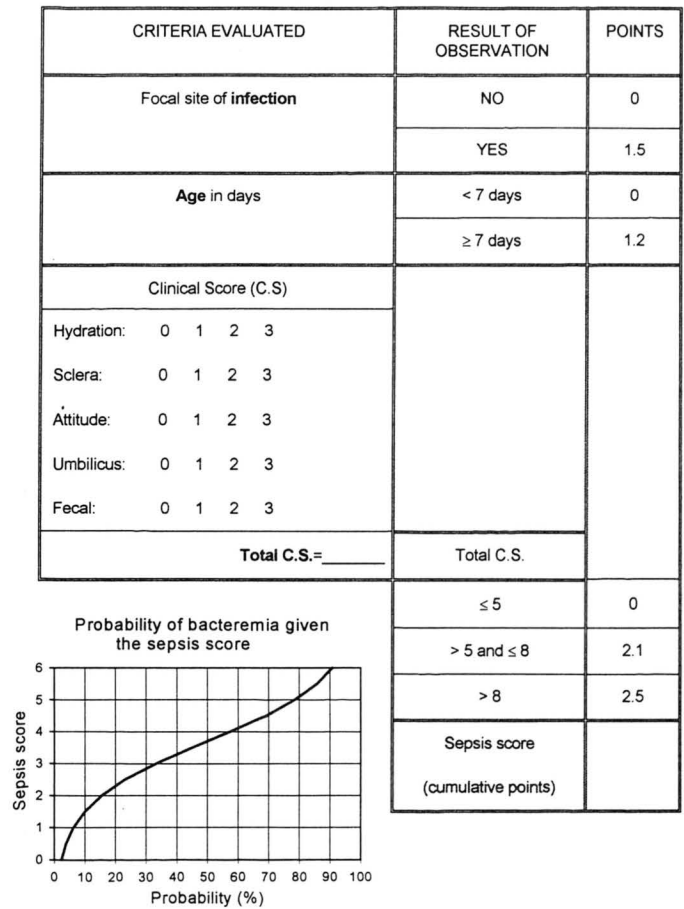 CRITERIA EVALUATED
RESULT OF
OBSERVATION
POINTS
Focal site of infection
NO
0
YES
1.5
Age in days
< 7 days
0
≥ 7 days
1.2
Clinical Score (C.S)
Hydration: 0 1 2 3
Sclera: 0 1 2 3
Attitude: 0 1 2 3
Umbilicus: 0 1 2 3
Fecal: 0 1 2 3
Total C.S.=_______
Total C.S.
≤ 5
0
> 5 and ≤ 8
2.1
> 8
2.5
Sepsis score
(cumulative points)
Probability of bacteremia given
the sepsis score
Sepsis score
6
5
4
3
2
1
0
0 10 20 30 40 50 60 70 80 90 100
Probability (%)